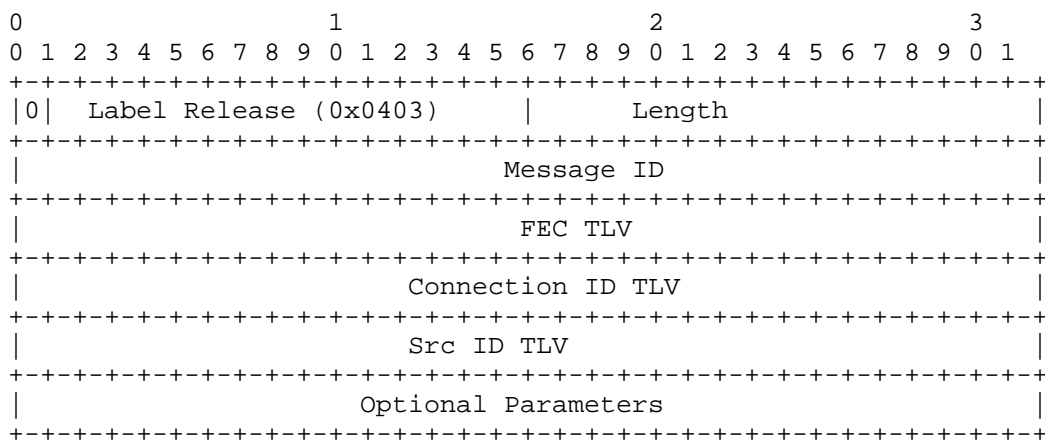 0                   1                   2                   3
0 1 2 3 4 5 6 7 8 9 0 1 2 3 4 5 6 7 8 9 0 1 2 3 4 5 6 7 8 9 0 1
+-+-+-+-+-+-+-+-+-+-+-+-+-+-+-+-+-+-+-+-+-+-+-+-+-+-+-+-+-+-+-+-+
|0|  Label Release (0x0403)     |      Length                   |
+-+-+-+-+-+-+-+-+-+-+-+-+-+-+-+-+-+-+-+-+-+-+-+-+-+-+-+-+-+-+-+-+
|                              Message ID                       |
+-+-+-+-+-+-+-+-+-+-+-+-+-+-+-+-+-+-+-+-+-+-+-+-+-+-+-+-+-+-+-+-+
|                               FEC TLV                         |
+-+-+-+-+-+-+-+-+-+-+-+-+-+-+-+-+-+-+-+-+-+-+-+-+-+-+-+-+-+-+-+-+
|                        Connection ID TLV                      |
+-+-+-+-+-+-+-+-+-+-+-+-+-+-+-+-+-+-+-+-+-+-+-+-+-+-+-+-+-+-+-+-+
|                        Src ID TLV                             |
+-+-+-+-+-+-+-+-+-+-+-+-+-+-+-+-+-+-+-+-+-+-+-+-+-+-+-+-+-+-+-+-+
|                     Optional Parameters                       |
+-+-+-+-+-+-+-+-+-+-+-+-+-+-+-+-+-+-+-+-+-+-+-+-+-+-+-+-+-+-+-+-+